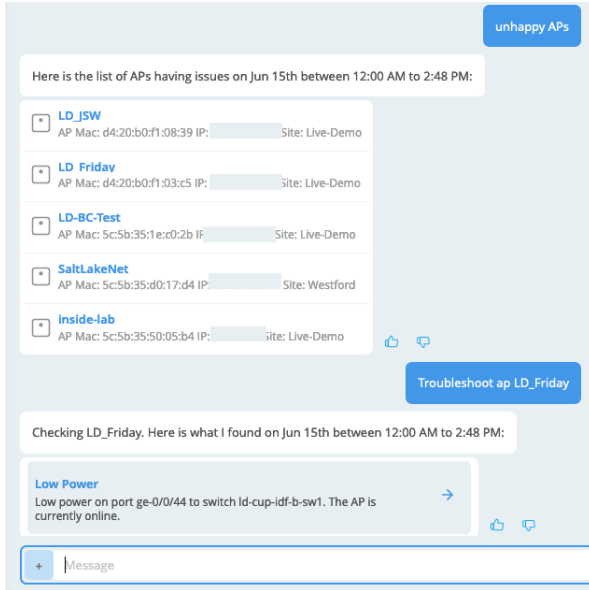 unhappy APs
Here is the list of APs having issues on Jun 15th between 12:00 AM to 2:48 PM:
LD_JSW
AP Mac: d4:20:b0:f1:08:39 IP: Site: Live-Demo
LD_Friday
AP Mac: d4:20:b0:f1:03:c5 IP: Site: Live-Demo
LD-BC-Test
AP Mac: 5c:5b:35:1e:c0:2b IP Site: Live-Demo
SaltLakeNet
AP Mac: 5c:5b:35:d0:17:d4 IP: Site: Westford
inside-lab
AP Mac: 5c:5b:35:50:05:b4 IP: Site: Live-Demo
Troubleshoot ap LD_Friday
Checking LD_Friday. Here is what I found on Jun 15th between 12:00 AM to 2:48 PM:
Low Power
Low power on port ge-0/0/44 to switch ld-cup-idf-b-sw1. The AP is
currently online.
+ Message